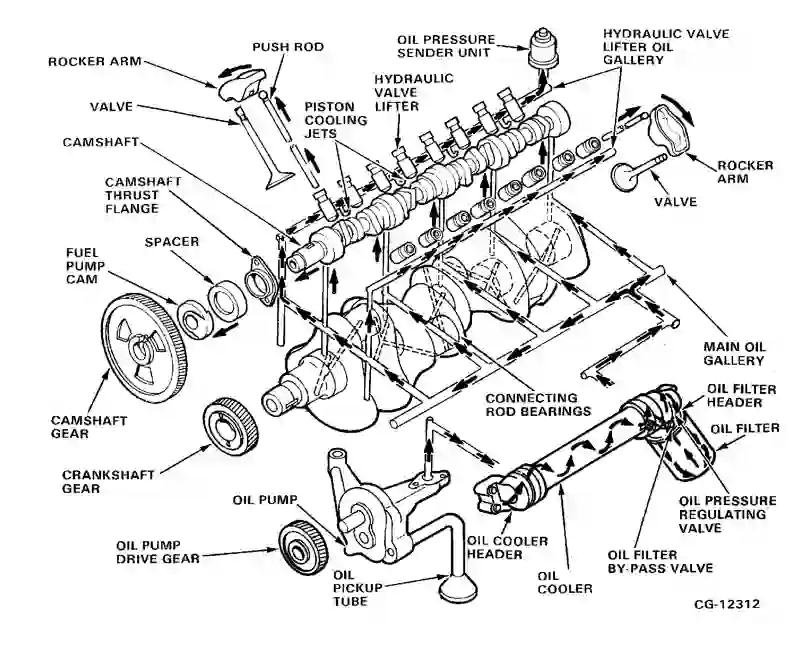 ROCKER ARM
PUSH ROD
OIL PRESSURE
SENDER UNIT
HYDRAULIC VALVE
LIFTER OIL
GALLERY
VALVE
PISTON
COOLING
JETS
HYDRAULIC
VALVE
LIFTER
CAMSHAFT
ROCKER
ARM
CAMSHAFT
THRUST
FLANGE
VALVE
SPACER
FUEL
PUMP
CAM
MAIN OIL
GALLERY
CONNECTING
ROD BEARINGS
OIL FILTER
HEADER
CAMSHAFT
GEAR
OIL FILTER
CRANKSHAFT
GEAR
OIL PUMP
OIL PRESSURE
REGULATING
VALVE
OIL PUMP
DRIVE GEAR
OIL COOLER
HEADER
OIL FILTER
BY-PASS VALVE
OIL
PICKUP
TUBE
OIL
COOLER
CG-12312